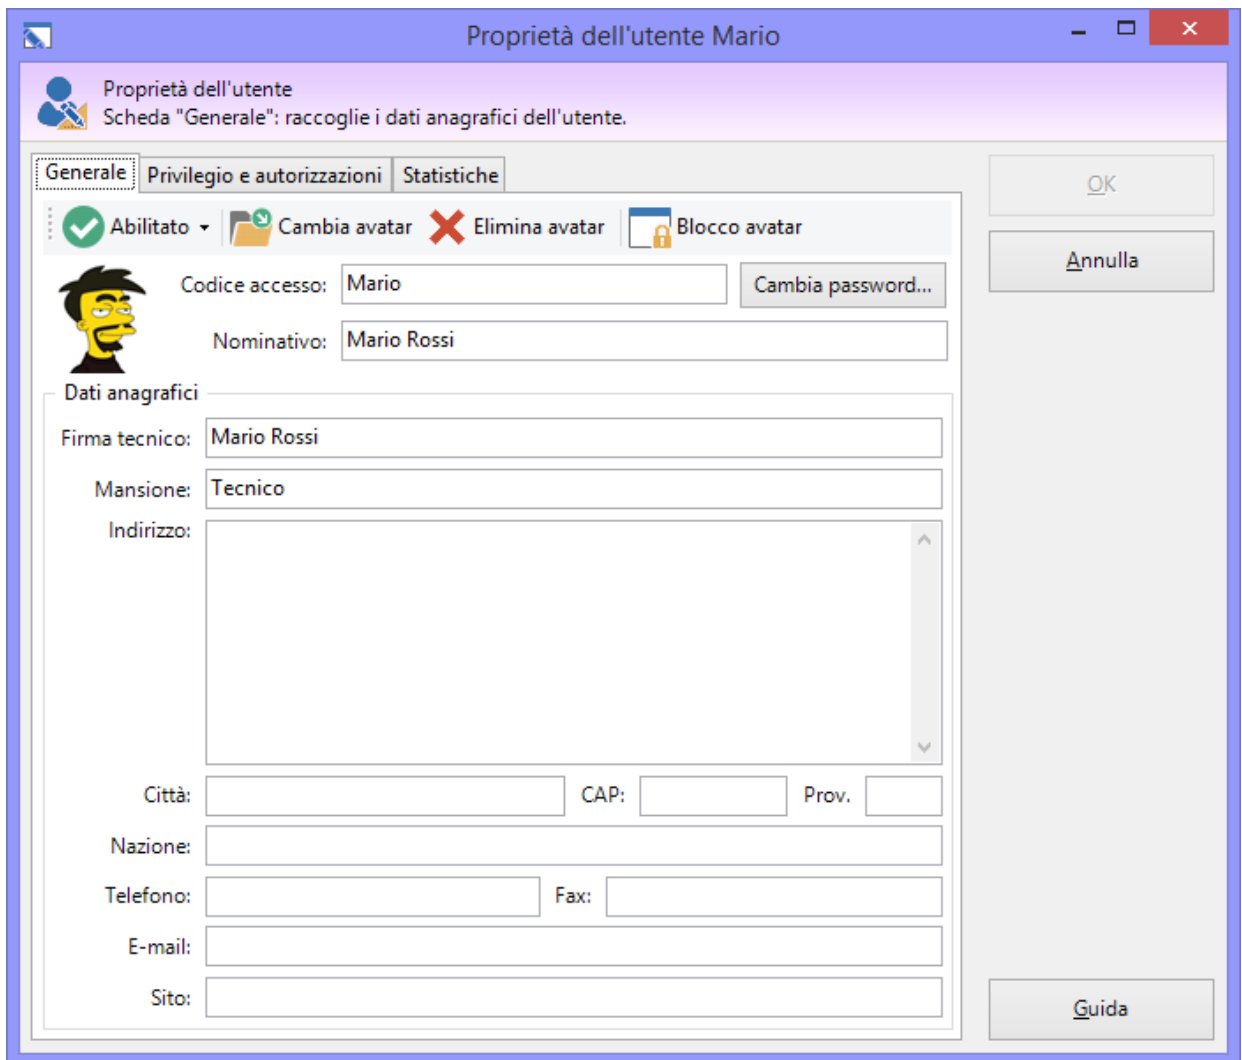 Proprietà dell'utente Mario
Proprietà dell'utente
Scheda "Generale": raccoglie i dati anagrafici dell'utente.
Generale Privilegio e autorizzazioni Statistiche
OK
Abilitato Cambia avatar Elimina avatar Blocco avatar
Annulla
Codice accesso: Mario Cambia password...
Nominativo: Mario Rossi
Dati anagrafici
Firma tecnico: Mario Rossi
Mansione: Tecnico
Indirizzo:
Città: CAP: Prov.
Nazione:
Telefono: Fax:
E-mail:
Sito:
Guida